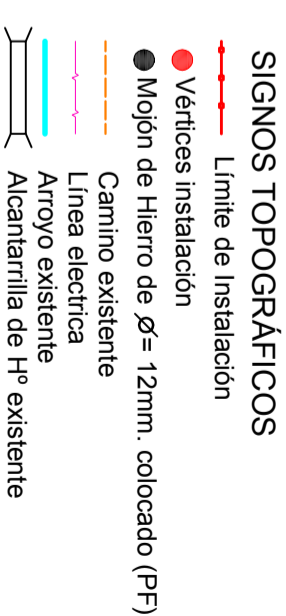 SIGNOS TOPOGRÁFICOS
Límite de Instalación
Vértices instalación
Mojón de Hierro de Ø= 12mm. colocado (PF)
Camino existente
Línea electrica
Arroyo existente
Alcantarilla de Hº existente